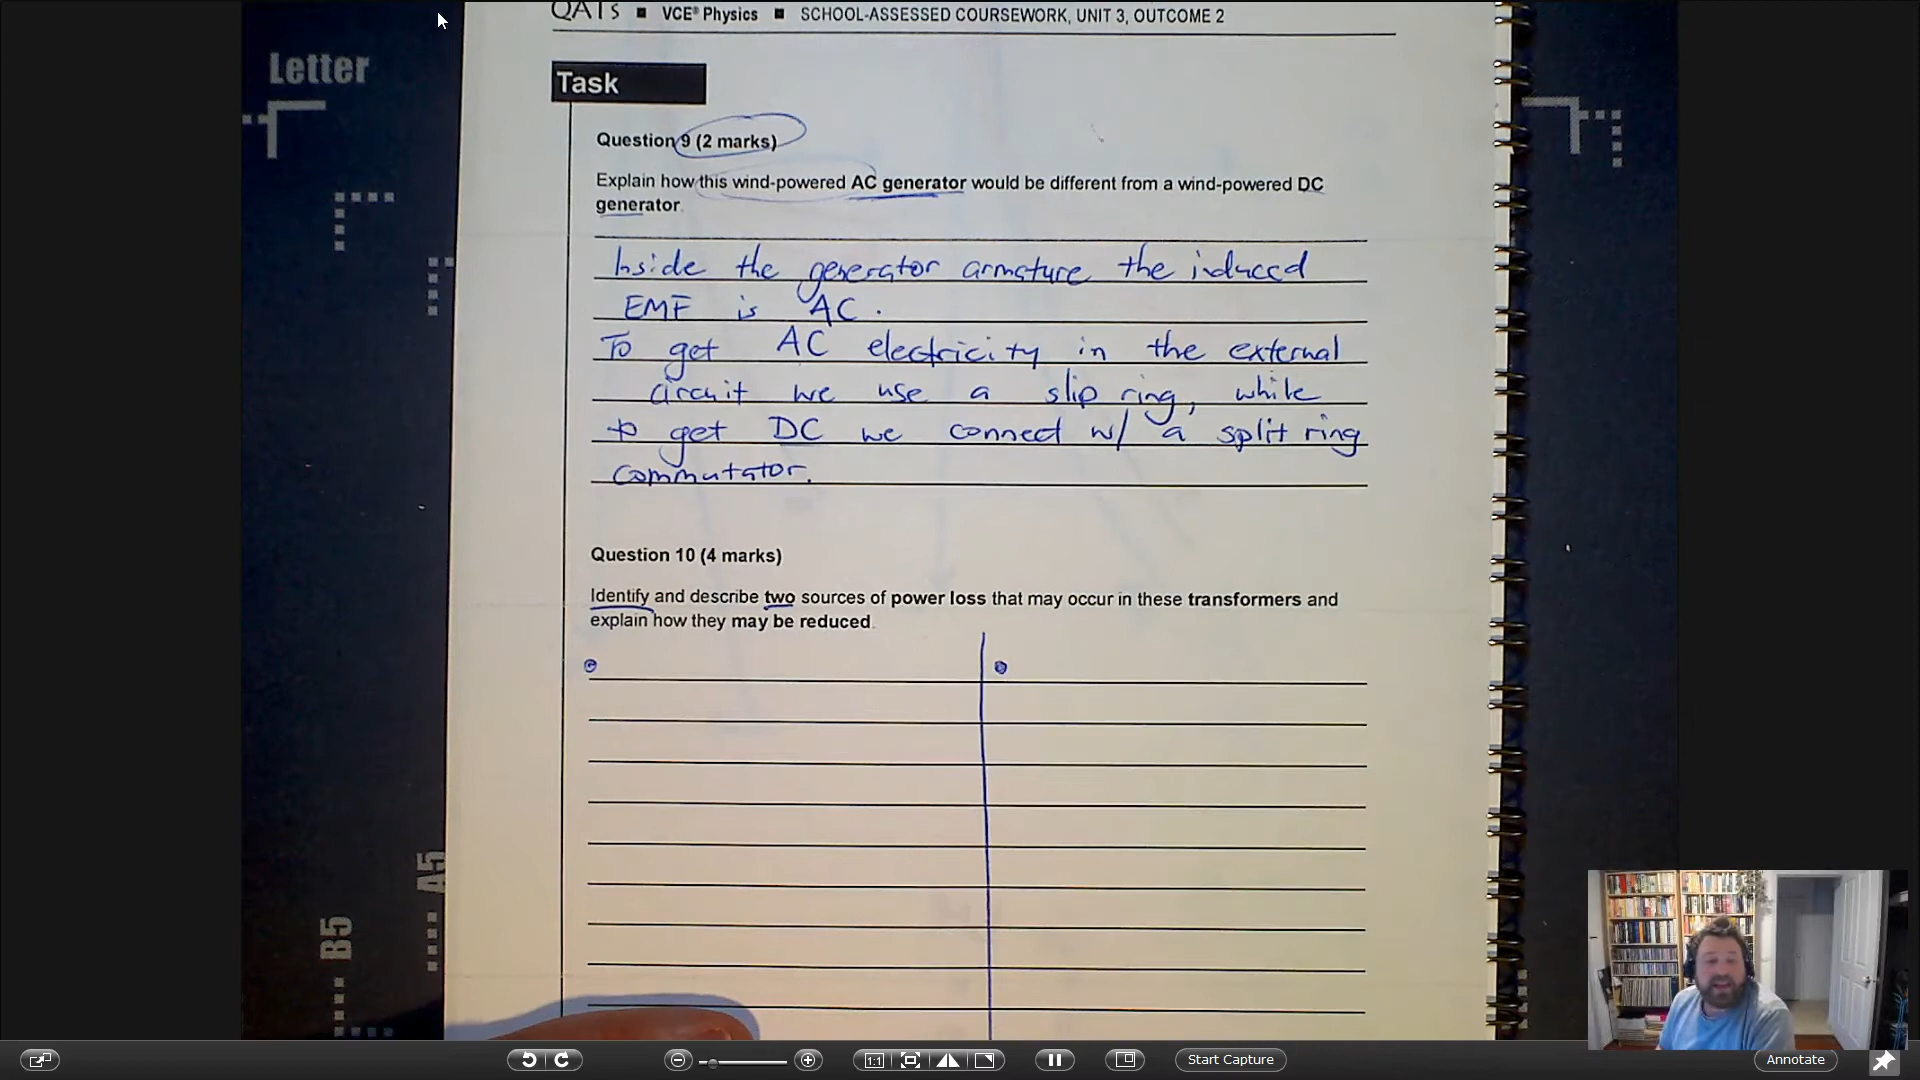 QATs ■ VCE® Physics ■ SCHOOL-ASSESSED COURSEWORK, UNIT 3, OUTCOME 2
Letter
Task
Question 9 (2 marks)
Explain how this wind-powered AC generator would be different from a wind-powered DC
generator.
Inside the generator armature the induced
EMF is AC.
To get AC electricity in the external
circuit we use a slip ring, while
to get DC we connect w/ a split ring
commutator.
Question 10 (4 marks)
Identify and describe two sources of power loss that may occur in these transformers and
explain how they may be reduced.
A5
B5
1:1
Start Capture
Annotate